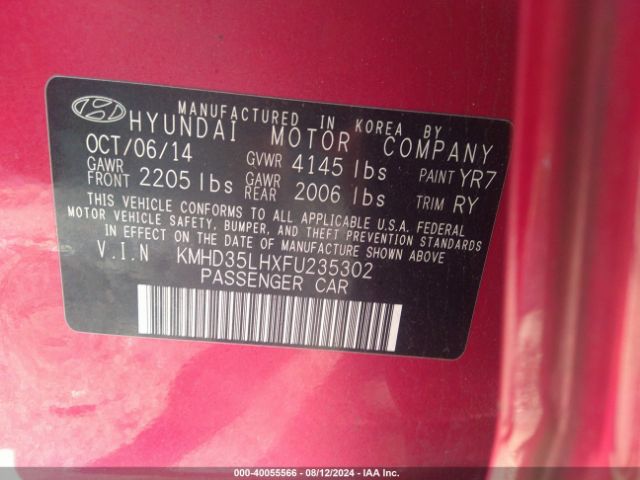 MANUFACTURED IN KOREA BY
HYUNDAI MOTOR COMPANY
OCT/06/14 GVWR 4145 lbs PAINT YR7
GAWR FRONT 2205 lbs GAWR REAR 2006 lbs TRIM RY
THIS VEHICLE CONFORMS TO ALL APPLICABLE U.S.A. FEDERAL
MOTOR VEHICLE SAFETY, BUMPER, AND THEFT PREVENTION STANDARDS
IN EFFECT ON THE DATE OF MANUFACTURE SHOWN ABOVE.
V.I.N KMHD35LHXFU235302
PASSENGER CAR
000-40055566 - 08/12/2024 - IAA Inc.